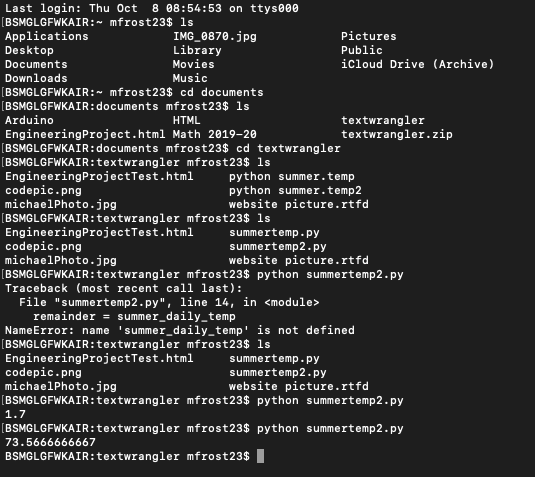 Last login: Thu Oct  8 08:54:53 on ttys000
[BSMGLGFWKAIR:~ mfrost23$ ls
Applications            IMG_0870.jpg            Pictures
Desktop                 Library                 Public
Documents               Movies                  iCloud Drive (Archive)
Downloads               Music
[BSMGLGFWKAIR:~ mfrost23$ cd documents
[BSMGLGFWKAIR:documents mfrost23$ ls
Arduino                 HTML                    textwrangler
EngineeringProject.html Math 2019-20            textwrangler.zip
[BSMGLGFWKAIR:documents mfrost23$ cd textwrangler
[BSMGLGFWKAIR:textwrangler mfrost23$ ls
EngineeringProjectTest.html     python summer.temp
codepic.png                     python summer.temp2
michaelPhoto.jpg                website picture.rtfd
[BSMGLGFWKAIR:textwrangler mfrost23$ ls
EngineeringProjectTest.html     summertemp.py
codepic.png                     summertemp2.py
michaelPhoto.jpg                website picture.rtfd
[BSMGLGFWKAIR:textwrangler mfrost23$ python summertemp2.py
Traceback (most recent call last):
  File "summertemp2.py", line 14, in <module>
    remainder = summer_daily_temp
NameError: name 'summer_daily_temp' is not defined
[BSMGLGFWKAIR:textwrangler mfrost23$ ls
EngineeringProjectTest.html     summertemp.py
codepic.png                     summertemp2.py
michaelPhoto.jpg                website picture.rtfd
[BSMGLGFWKAIR:textwrangler mfrost23$ python summertemp2.py
1.7
[BSMGLGFWKAIR:textwrangler mfrost23$ python summertemp2.py
73.5666666667
BSMGLGFWKAIR:textwrangler mfrost23$